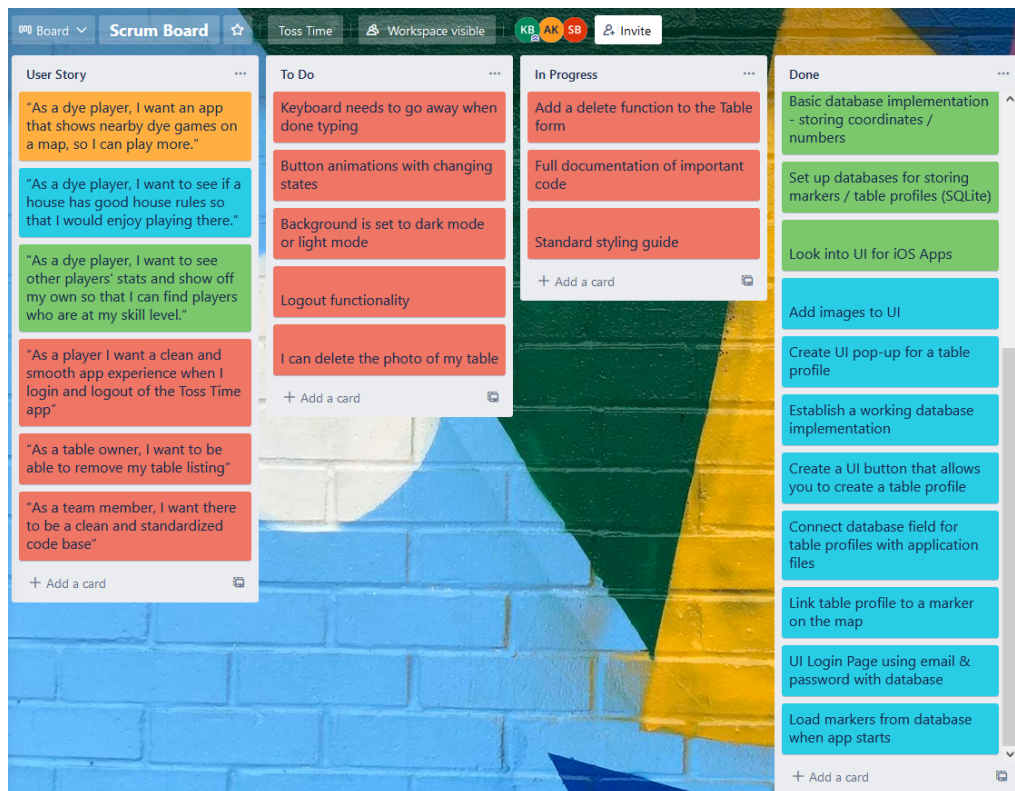 Board
Scrum Board
Toss Time
Workspace visible
KB
AK
SB
Invite
User Story
“As a dye player, I want an app
that shows nearby dye games on
a map, so I can play more.”
“As a dye player, I want to see if a
house has good house rules so
that I would enjoy playing there.”
“As a dye player, I want to see
other players' stats and show off
my own so that I can find players
who are at my skill level.”
“As a player I want a clean and
smooth app experience when I
login and logout of the Toss Time
app”
“As a table owner, I want to be
able to remove my table listing”
“As a team member, I want there
to be a clean and standardized
code base”
+ Add a card
To Do
Keyboard needs to go away when
done typing
Button animations with changing
states
Background is set to dark mode
or light mode
Logout functionality
I can delete the photo of my table
+ Add a card
In Progress
Add a delete function to the Table
form
Full documentation of important
code
Standard styling guide
+ Add a card
Done
Basic database implementation
- storing coordinates /
numbers
Set up databases for storing
markers / table profiles (SQLite)
Look into UI for iOS Apps
Add images to UI
Create UI pop-up for a table
profile
Establish a working database
implementation
Create a UI button that allows
you to create a table profile
Connect database field for
table profiles with application
files
Link table profile to a marker
on the map
UI Login Page using email &
password with database
Load markers from database
when app starts
+ Add a card